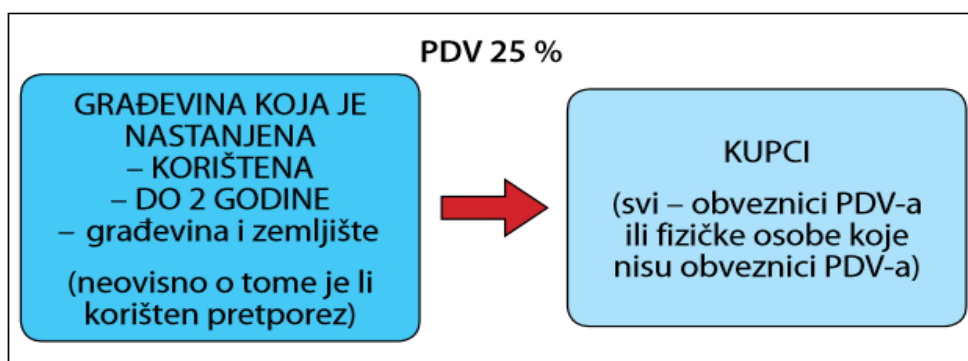 PDV 25 %
GRAĐEVINA KOJA JE
NASTANJENA
– KORIŠTENA
– DO 2 GODINE
– građevina i zemljište
(neovisno o tome je li
korišten pretporez)
KUPCI
(svi – obveznici PDV-a
ili fizičke osobe koje
nisu obveznici PDV-a)